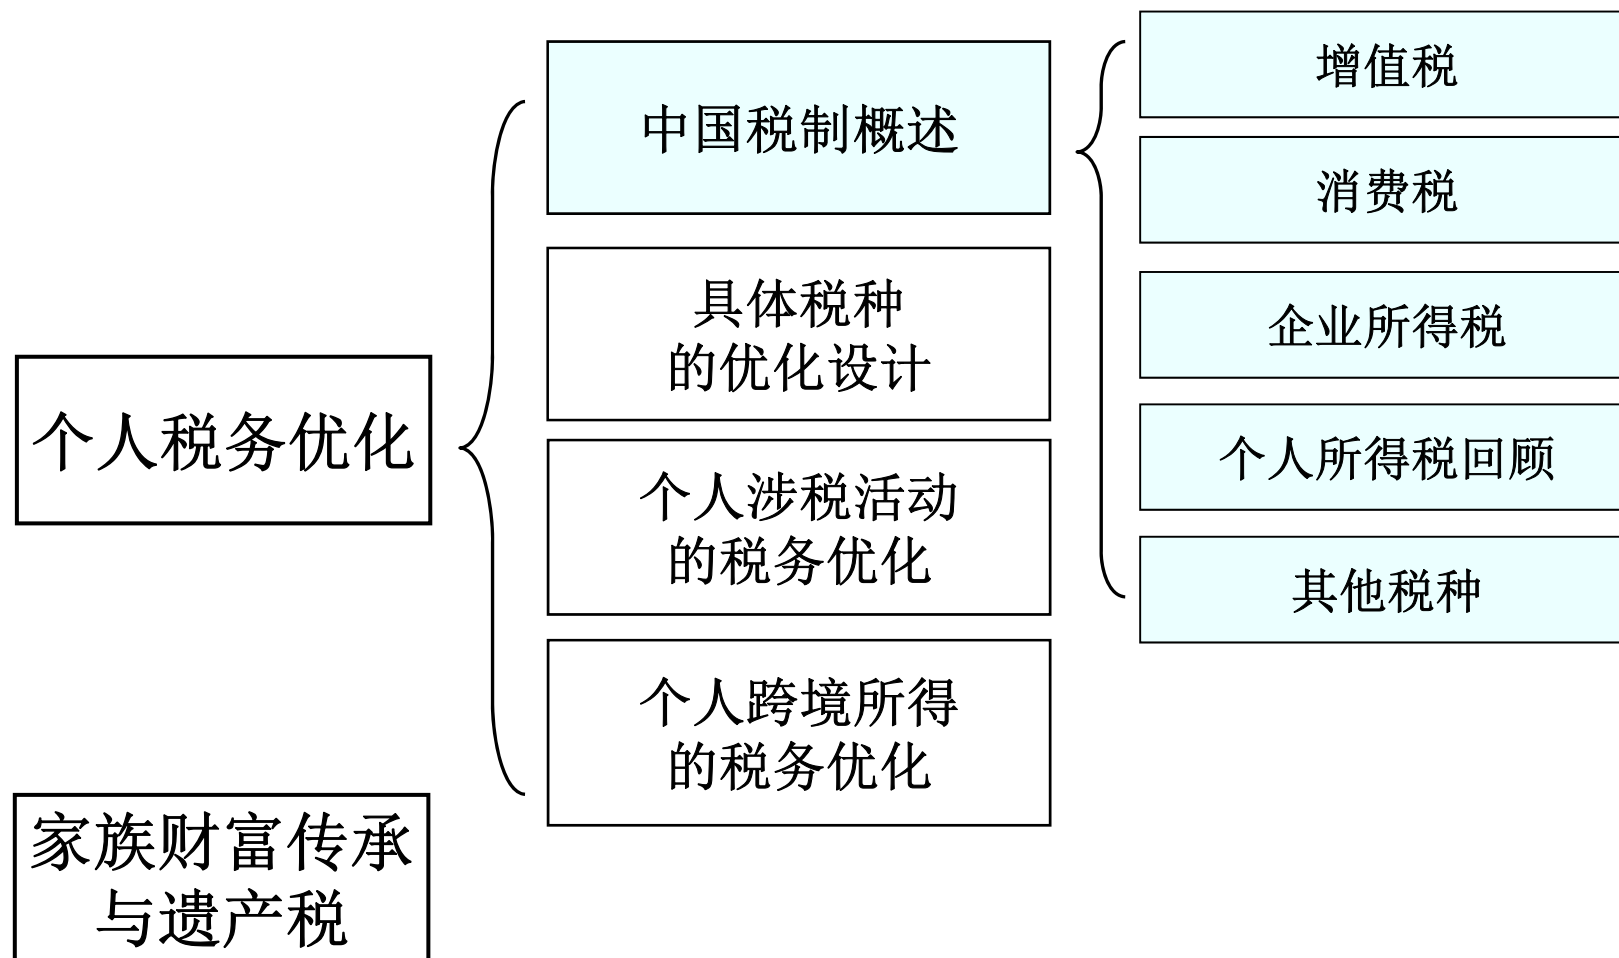 个人税务优化
家族财富传承
与遗产税
中国税制概述
具体税种
的优化设计
个人涉税活动
的税务优化
个人跨境所得
的税务优化
增值税
消费税
企业所得税
个人所得税回顾
其他税种